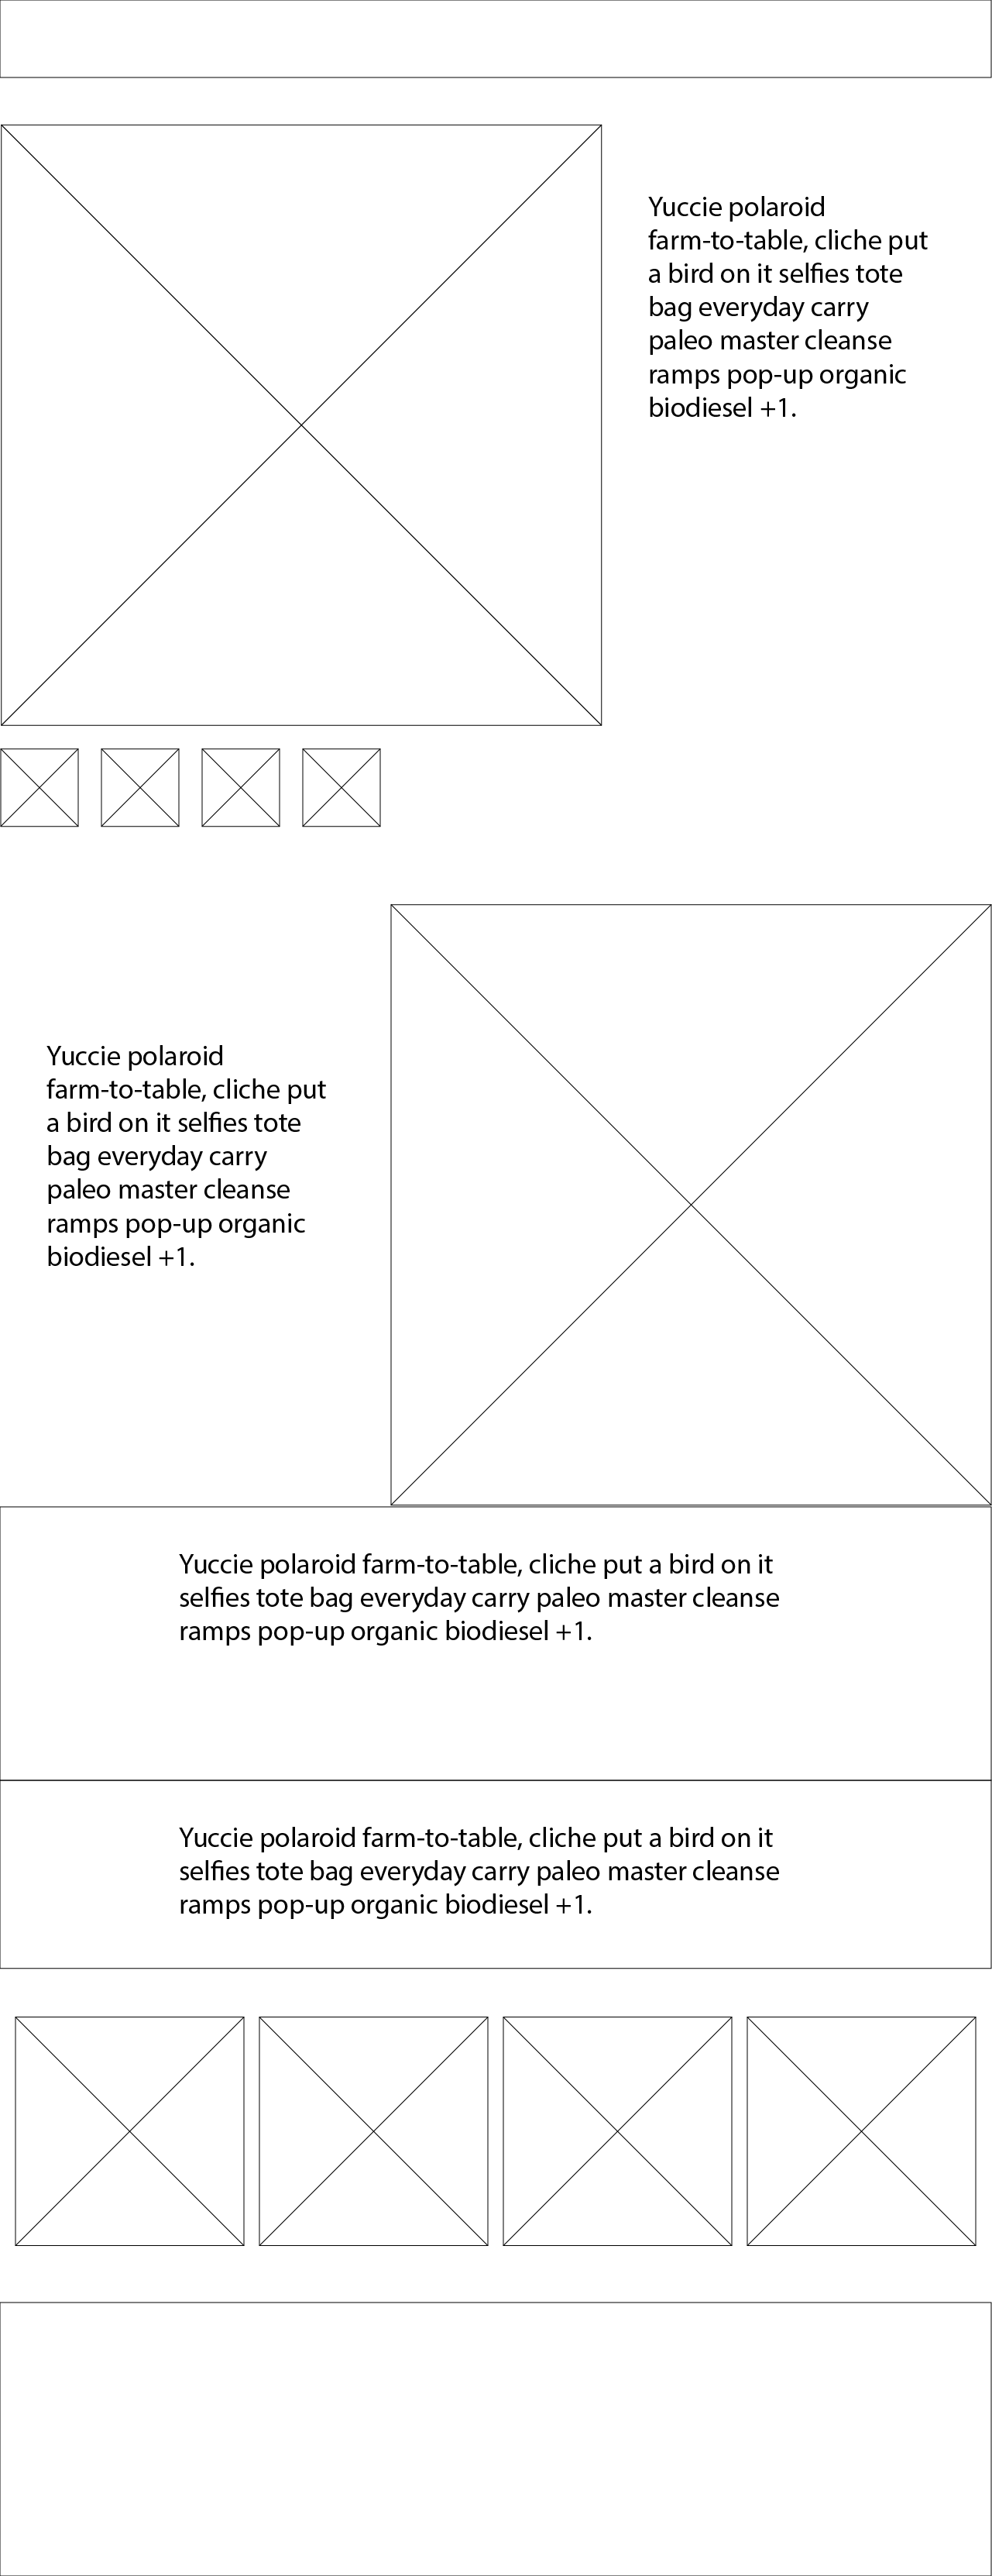 Yuccie polaroid
farm-to-table, cliche put
a bird on it selfies tote
bag everyday carry
paleo master cleanse
ramps pop-up organic
biodiesel +1.
Yuccie polaroid
farm-to-table, cliche put
a bird on it selfies tote
bag everyday carry
paleo master cleanse
ramps pop-up organic
biodiesel +1.
Yuccie polaroid farm-to-table, cliche put a bird on it
selfies tote bag everyday carry paleo master cleanse
ramps pop-up organic biodiesel +1.
Yuccie polaroid farm-to-table, cliche put a bird on it
selfies tote bag everyday carry paleo master cleanse
ramps pop-up organic biodiesel +1.